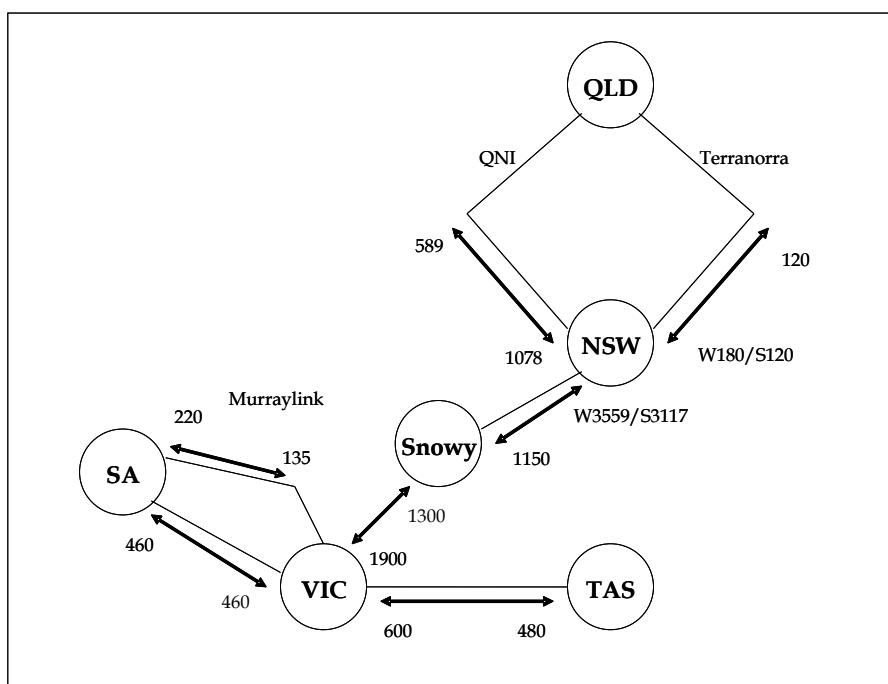 QLD
QNI
Terranorra
589
120
1078
NSW
W180/S120
Murraylink
220
W3559/S3117
135
Snowy
1150
SA
1300
460
1900
460
VIC
TAS
600
480